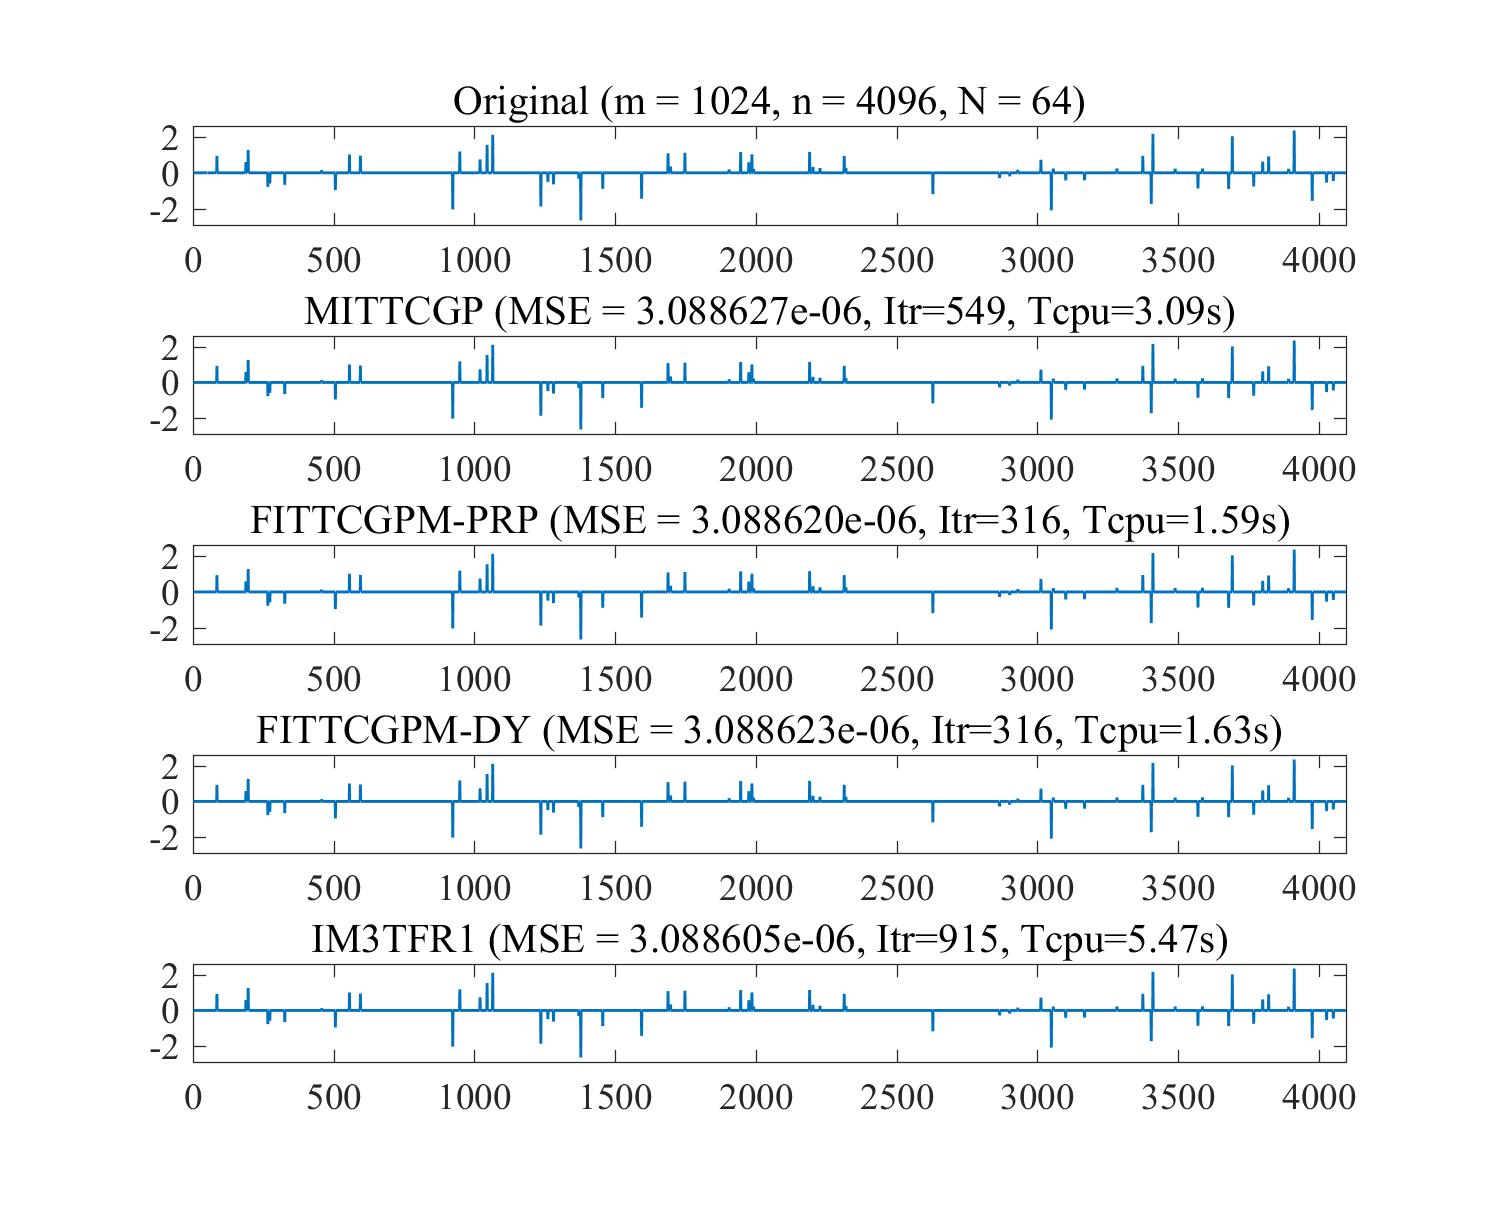 Original (m = 1024, n = 4096, N = 64)
2
0
-2
0 500 1000 1500 2000 2500 3000 3500 4000
MITTCGP (MSE = 3.088627e-06, Itr=549, Tcpu=3.09s)
2
0
-2
0 500 1000 1500 2000 2500 3000 3500 4000
FITTCGPM-PRP (MSE = 3.088620e-06, Itr=316, Tcpu=1.59s)
2
0
-2
0 500 1000 1500 2000 2500 3000 3500 4000
FITTCGPM-DY (MSE = 3.088623e-06, Itr=316, Tcpu=1.63s)
2
0
-2
0 500 1000 1500 2000 2500 3000 3500 4000
IM3TFR1 (MSE = 3.088605e-06, Itr=915, Tcpu=5.47s)
2
0
-2
0 500 1000 1500 2000 2500 3000 3500 4000